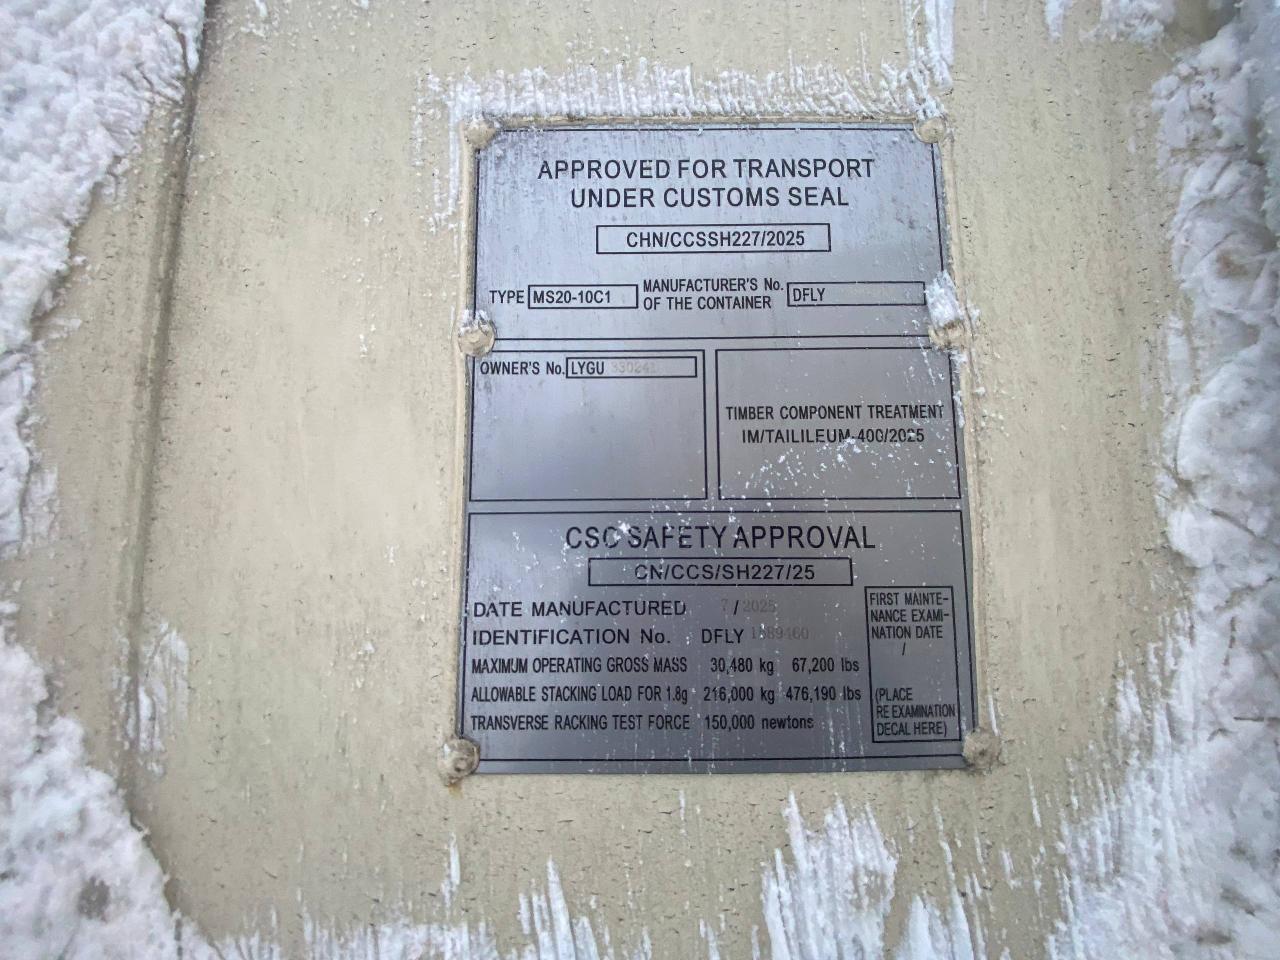 APPROVED FOR TRANSPORT
UNDER CUSTOMS SEAL
CHN/CCSSH227/2025
TYPE MS20-10C1 MANUFACTURER'S No. OF THE CONTAINER DFLY
OWNER'S No. LYGU
TIMBER COMPONENT TREATMENT
IM/TAILILEUM-400/2025
CSC SAFETY APPROVAL
CN/CCS/SH227/25
DATE MANUFACTURED 7 / 2025
IDENTIFICATION No. DFLY
MAXIMUM OPERATING GROSS MASS 30,480 kg 67,200 lbs
ALLOWABLE STACKING LOAD FOR 1.8g 216,000 kg 476,190 lbs
TRANSVERSE RACKING TEST FORCE 150,000 newtons
FIRST MAINTE-
NANCE EXAMI-
NATION DATE
/
(PLACE
RE EXAMINATION
DECAL HERE)